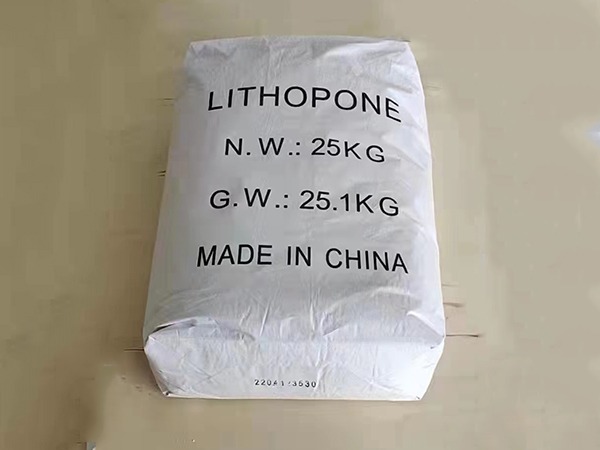 LITHOPONE
N.W.: 25KG
G.W.: 25.1KG
MADE IN CHINA